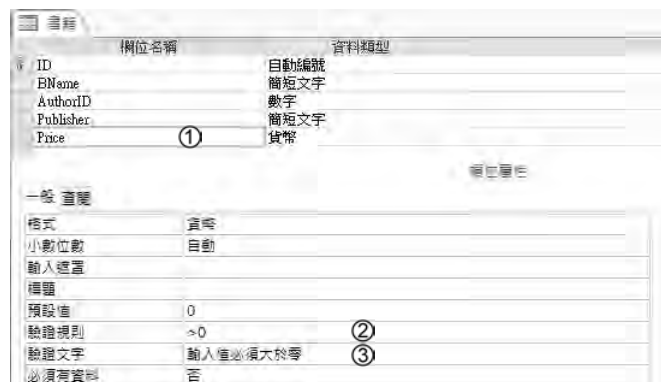 書籍
欄位名稱 資料類型
ID 自動編號
BName 簡短文字
AuthorID 數字
Publisher 簡短文字
Price ① 貨幣
欄位屬性
一般 查閱
格式 貨幣
小數位數 自動
輸入遮罩
標題
預設值 0
驗證規則 >0 ②
驗證文字 輸入值必須大於零 ③
必須有資料 否